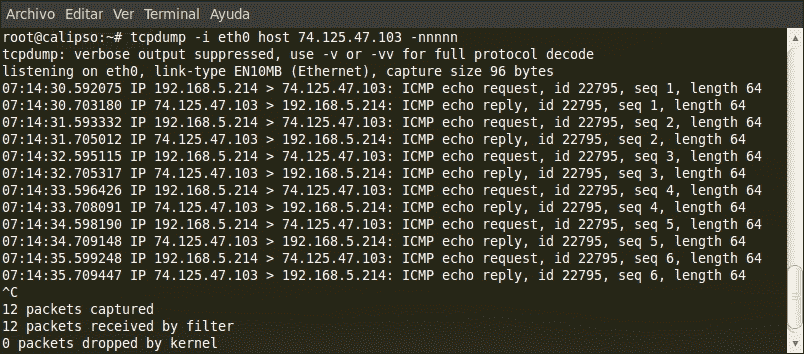 Archivo Editar Ver Terminal Ayuda
root@calipso:~# tcpdump -i eth0 host 74.125.47.103 -nnnnn
tcpdump: verbose output suppressed, use -v or -vv for full protocol decode
listening on eth0, link-type EN10MB (Ethernet), capture size 96 bytes
07:14:30.592075 IP 192.168.5.214 > 74.125.47.103: ICMP echo request, id 22795, seq 1, length 64
07:14:30.703180 IP 74.125.47.103 > 192.168.5.214: ICMP echo reply, id 22795, seq 1, length 64
07:14:31.593332 IP 192.168.5.214 > 74.125.47.103: ICMP echo request, id 22795, seq 2, length 64
07:14:31.705012 IP 74.125.47.103 > 192.168.5.214: ICMP echo reply, id 22795, seq 2, length 64
07:14:32.595115 IP 192.168.5.214 > 74.125.47.103: ICMP echo request, id 22795, seq 3, length 64
07:14:32.705317 IP 74.125.47.103 > 192.168.5.214: ICMP echo reply, id 22795, seq 3, length 64
07:14:33.596426 IP 192.168.5.214 > 74.125.47.103: ICMP echo request, id 22795, seq 4, length 64
07:14:33.708091 IP 74.125.47.103 > 192.168.5.214: ICMP echo reply, id 22795, seq 4, length 64
07:14:34.598190 IP 192.168.5.214 > 74.125.47.103: ICMP echo request, id 22795, seq 5, length 64
07:14:34.709148 IP 74.125.47.103 > 192.168.5.214: ICMP echo reply, id 22795, seq 5, length 64
07:14:35.599248 IP 192.168.5.214 > 74.125.47.103: ICMP echo request, id 22795, seq 6, length 64
07:14:35.709447 IP 74.125.47.103 > 192.168.5.214: ICMP echo reply, id 22795, seq 6, length 64
^C
12 packets captured
12 packets received by filter
0 packets dropped by kernel